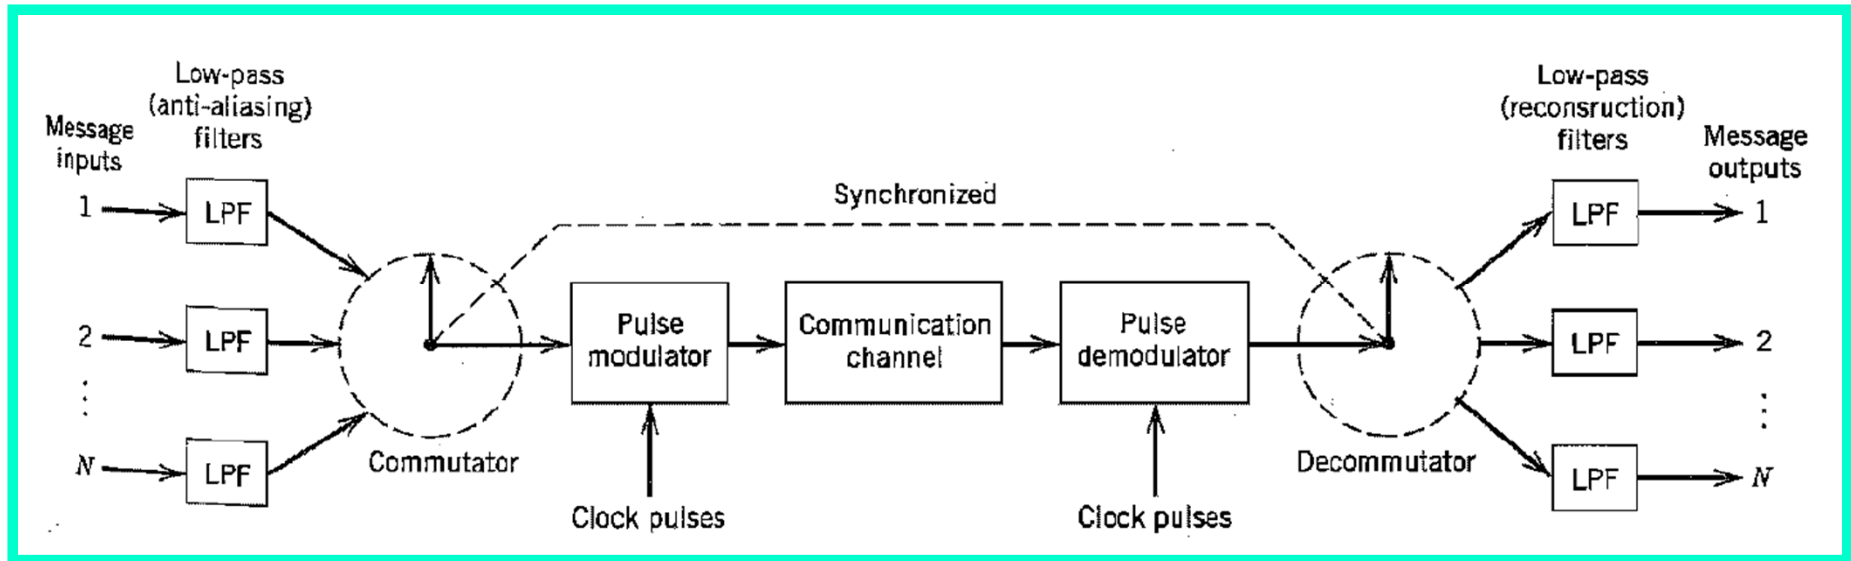 Low-pass
(anti-aliasing)
filters
Message
inputs
1
LPF
2
LPF
N
LPF
Commutator
Synchronized
Pulse
modulator
Clock pulses
Communication
channel
Pulse
demodulator
Clock pulses
Decommutator
Low-pass
(reconsruction)
filters
Message
outputs
LPF
1
LPF
2
LPF
N